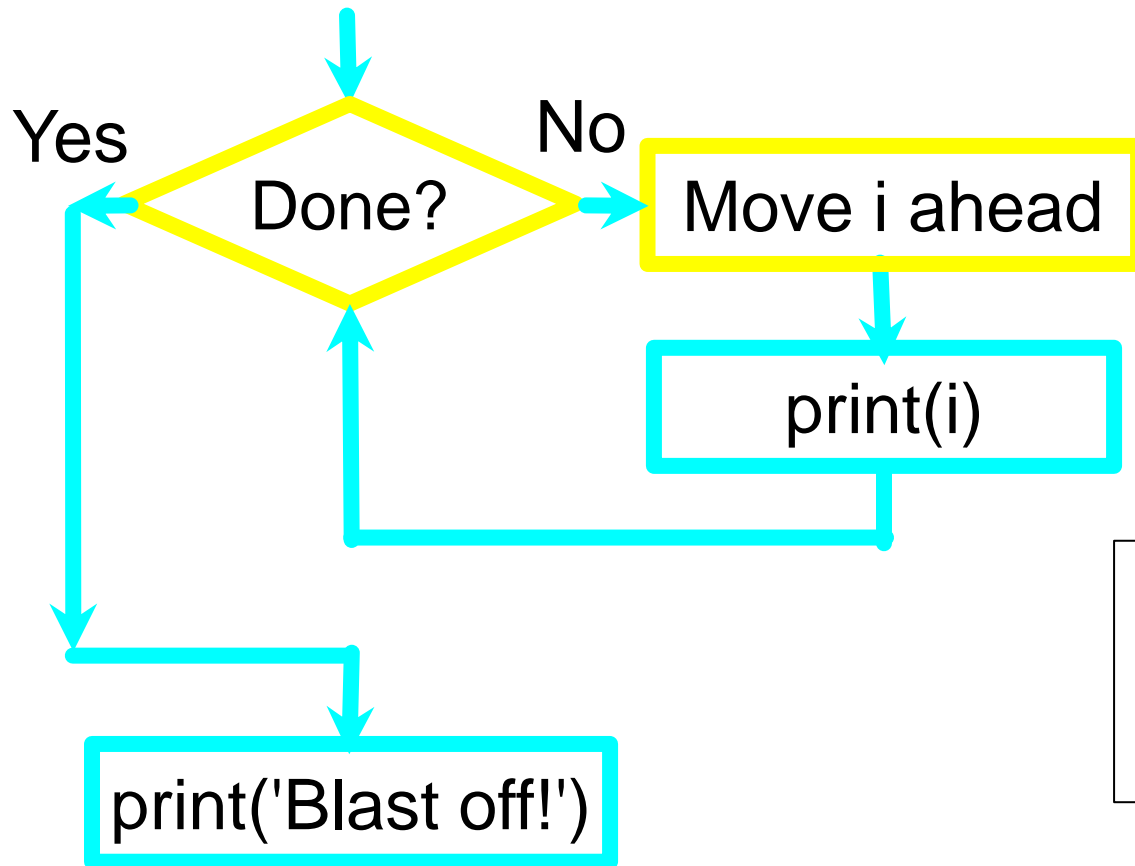 Yes
No
Done?
Move i ahead
print(i)
print('Blast off!')